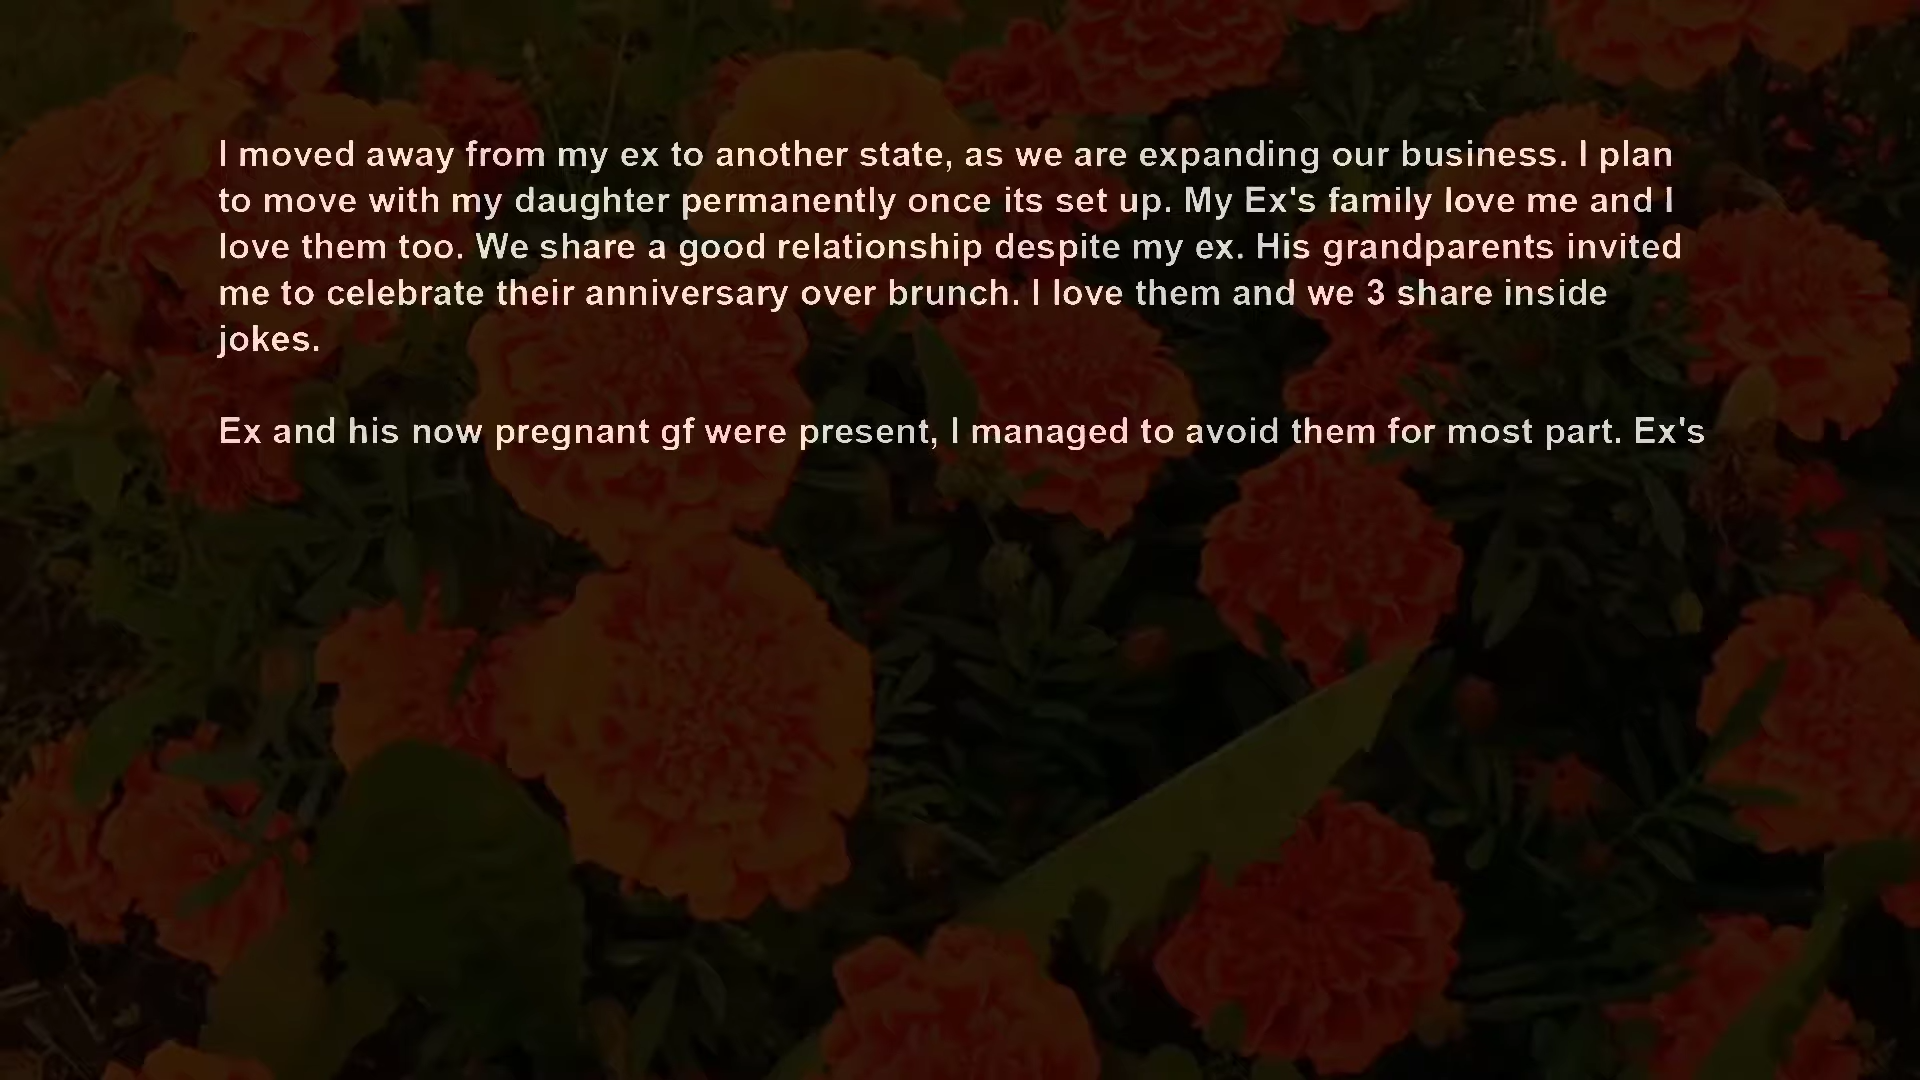 I moved away from my ex to another state, as we are expanding our business. I plan
to move with my daughter permanently once its set up. My Ex's family love me and I
love them too. We share a good relationship despite my ex. His grandparents invited
me to celebrate their anniversary over brunch. I love them and we 3 share inside
jokes.
Ex and his now pregnant gf were present, I managed to avoid them for most part. Ex's